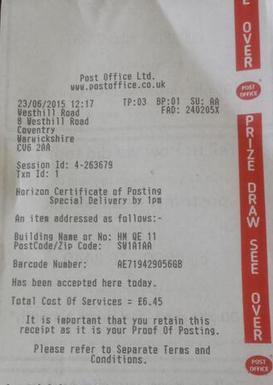 Post Office Ltd.
www.postoffice.co.uk
23/06/2015 12:17 TP:03 BP:01 SU: AA
Westhill Road FAD: 240205X
8 Westhill Road
Coventry
Warwickshire
CV6 2AA
Session Id: 4-263679
Txn Id: 1
Horizon Certificate of Posting
Special Delivery by 1pm
An item addressed as follows:-
Building Name or No: HM QE 11
PostCode/Zip Code: SW1A1AA
Barcode Number: AE719429056GB
Has been accepted here today.
Total Cost Of Services = £6.45
It is important that you retain this
receipt as it is your Proof Of Posting.
Please refer to Separate Terms and
Conditions.
E OVER
POST OFFICE
PRIZE DRAW SEE OVER
POST OFFICE